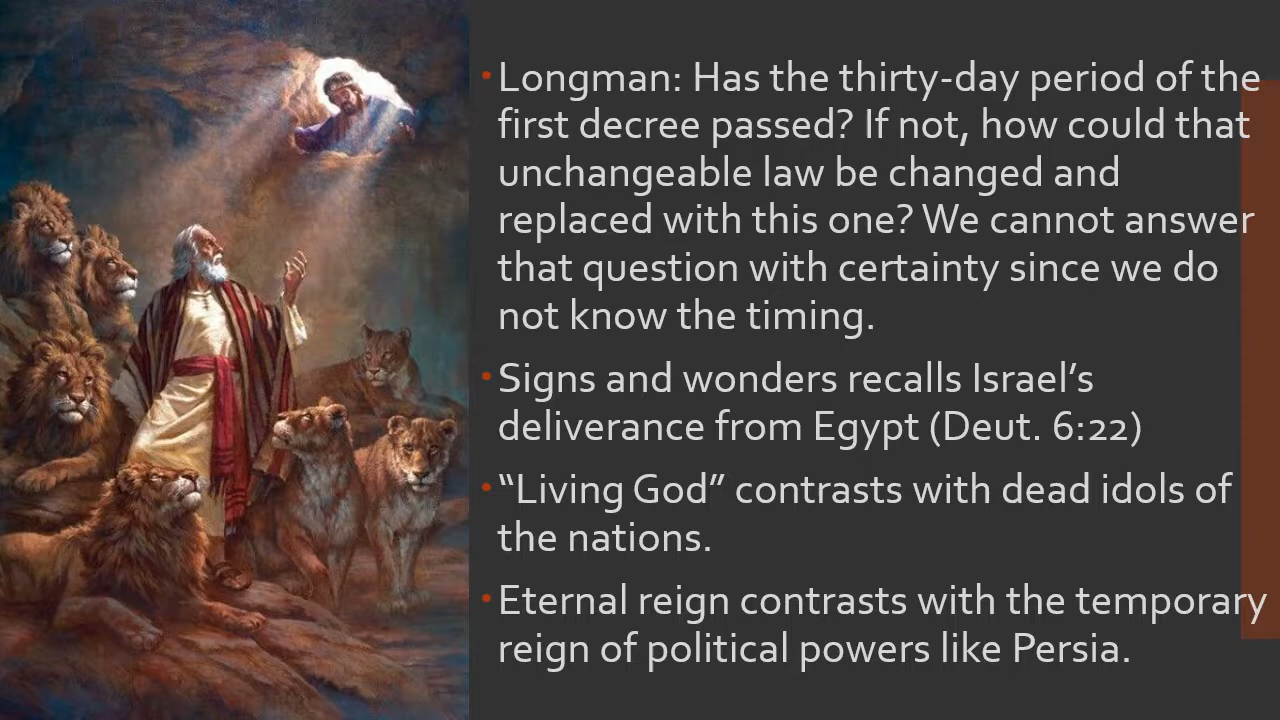 • Longman: Has the thirty-day period of the
first decree passed? If not, how could that
unchangeable law be changed and
replaced with this one? We cannot answer
that question with certainty since we do
not know the timing.
• Signs and wonders recalls Israel’s
deliverance from Egypt (Deut. 6:22)
• “Living God” contrasts with dead idols of
the nations.
• Eternal reign contrasts with the temporary
reign of political powers like Persia.